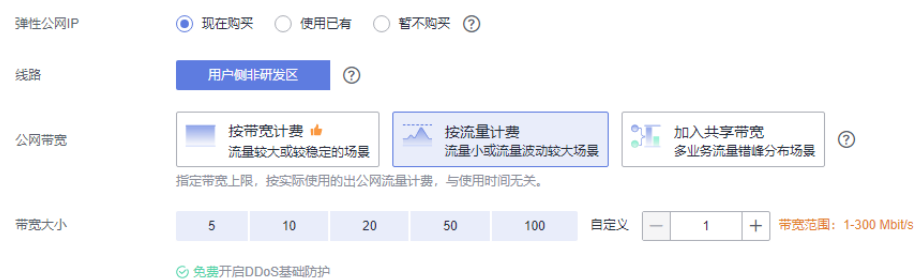 弹性公网IP 现在购买 使用已有 暂不购买 ?
线路 用户侧非研发区 ?
公网带宽 按带宽计费 按流量计费 加入共享带宽 ?
流量较大或较稳定的场景 流量小或流量波动较大场景 多业务流量错峰分布场景
指定带宽上限，按实际使用的出公网流量计费，与使用时间无关。
带宽大小 5 10 20 50 100 自定义 — 1 + 带宽范围：1-300 Mbit/s
免费开启DDoS基础防护